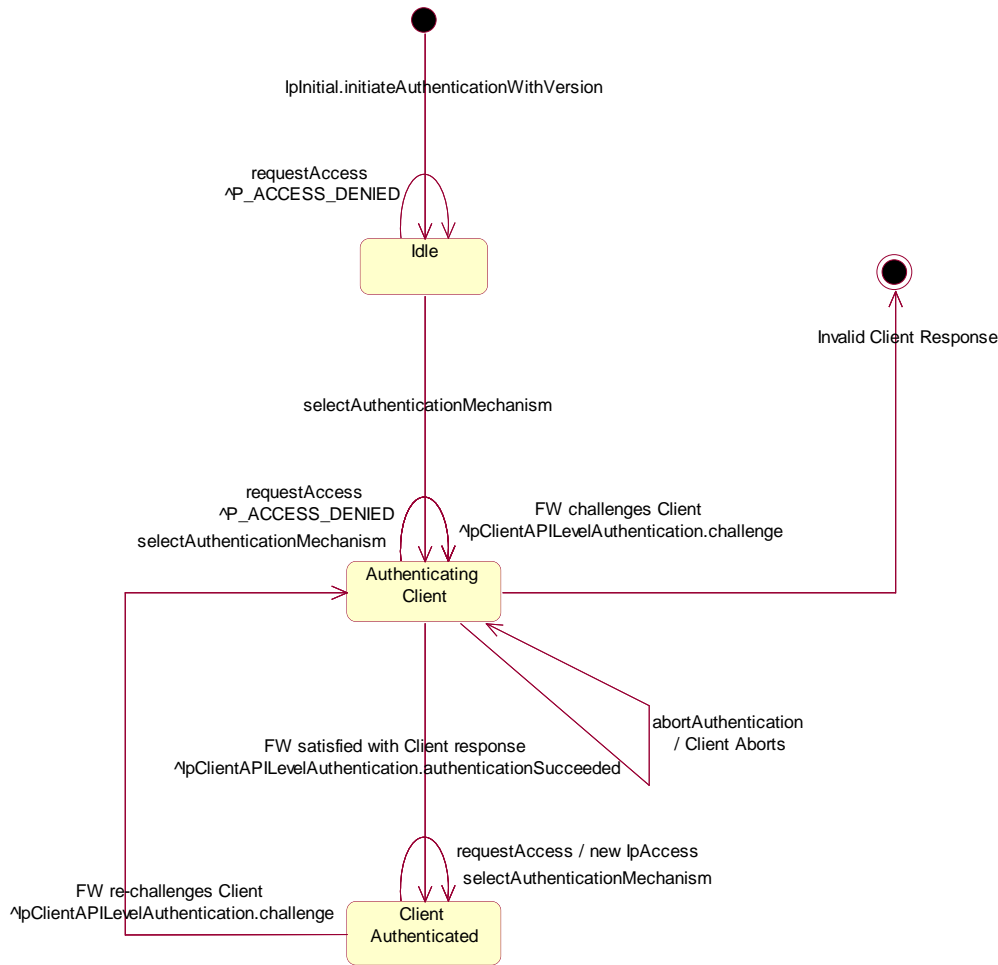 IpInitial.initiateAuthenticationWithVersion
requestAccess
^P_ACCESS_DENIED
Idle
Invalid Client Response
selectAuthenticationMechanism
requestAccess
^P_ACCESS_DENIED
selectAuthenticationMechanism
FW challenges Client
^IpClientAPILevelAuthentication.challenge
Authenticating
Client
abortAuthentication
/ Client Aborts
FW satisfied with Client response
^IpClientAPILevelAuthentication.authenticationSucceeded
requestAccess / new IpAccess
selectAuthenticationMechanism
FW re-challenges Client
^IpClientAPILevelAuthentication.challenge
Client
Authenticated